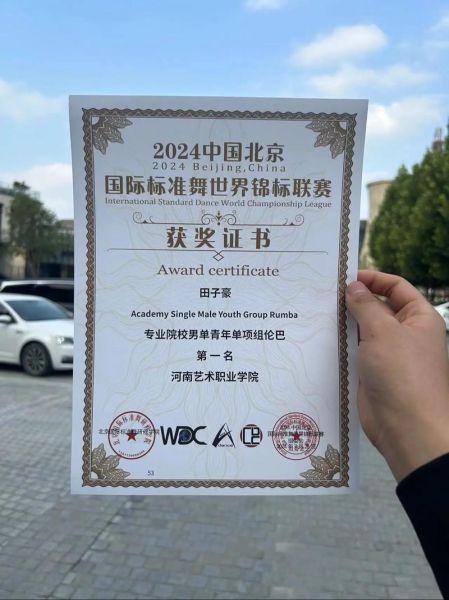 2024中国北京
2024 Beijing,China
国际标准舞世界锦标联赛
International Standard Dance World Championship League
获奖证书
Award certificate
田子豪
Academy Single Male Youth Group Rumba
专业院校男单青年单项组伦巴
第一名
河南艺术职业学院
WDC
53